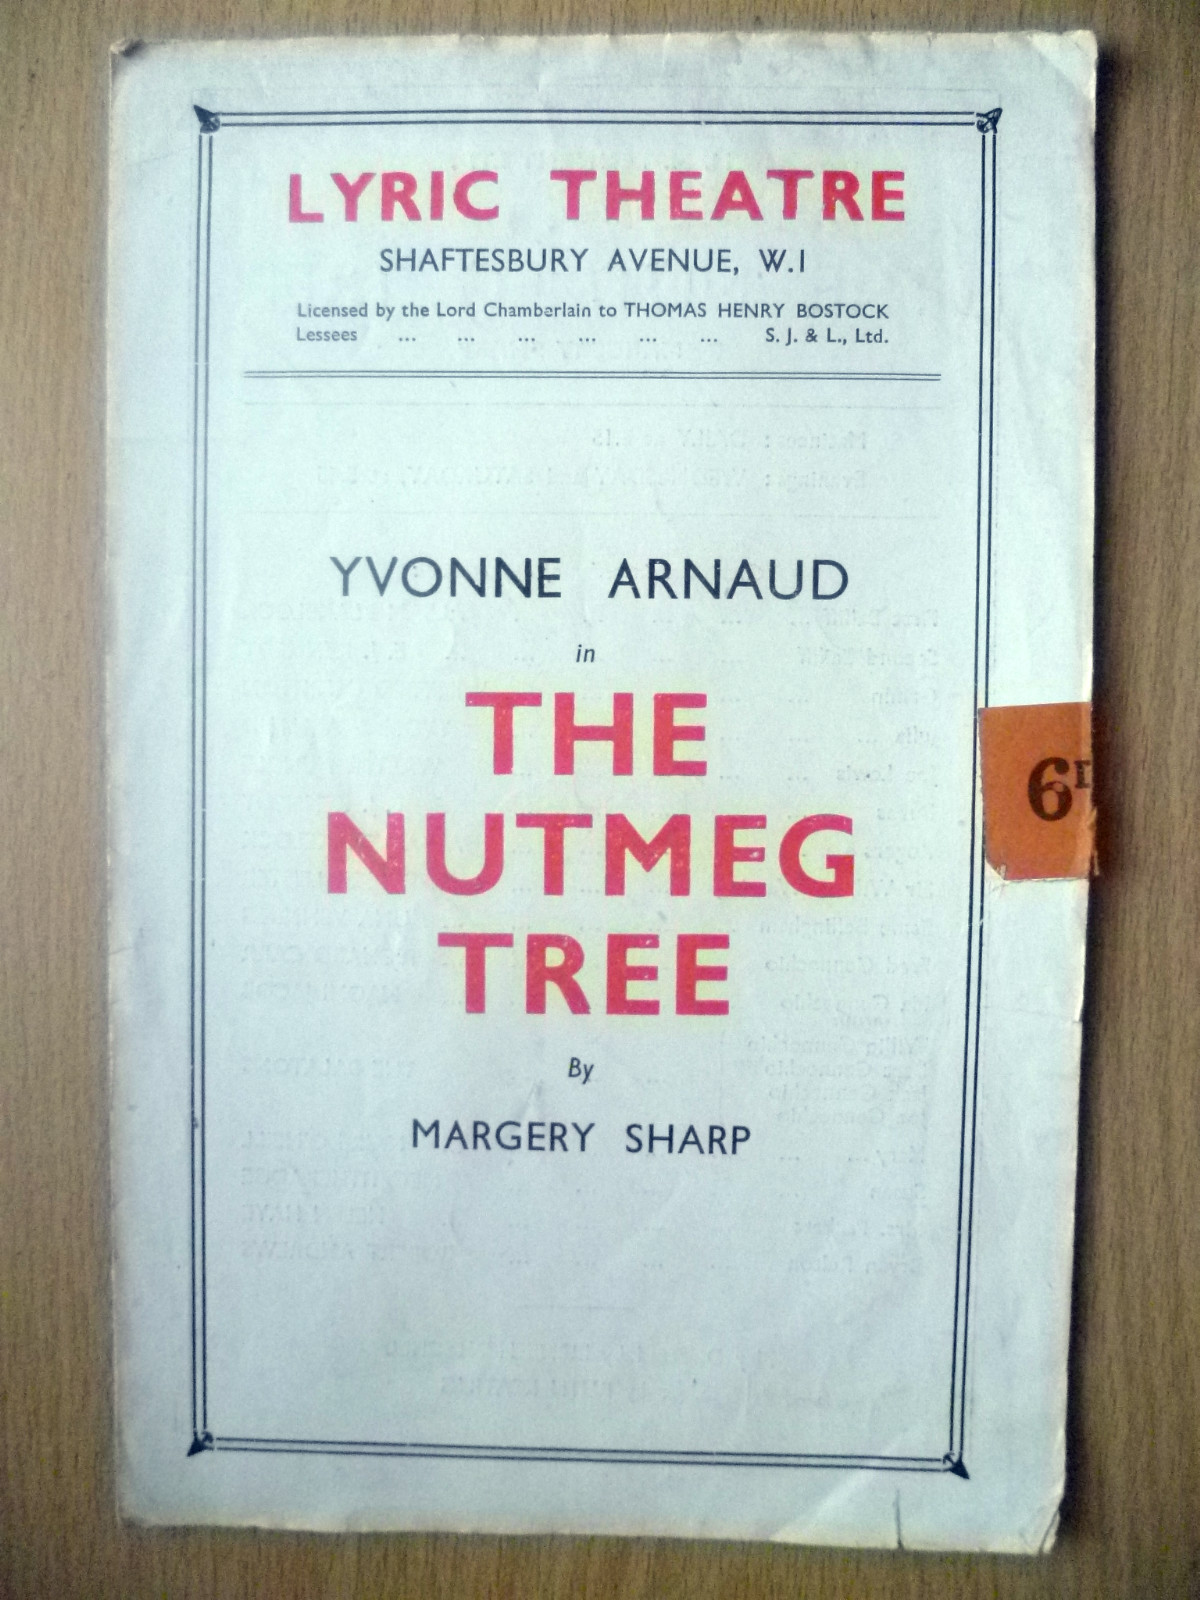 LYRIC THEATRE
SHAFTESBURY AVENUE, W.1
Licensed by the Lord Chamberlain to THOMAS HENRY BOSTOCK
Lessees ... ... ... ... ... ... S. J. & L., Ltd.
YVONNE ARNAUD
in
THE
NUTMEG
TREE
By
MARGERY SHARP
6D